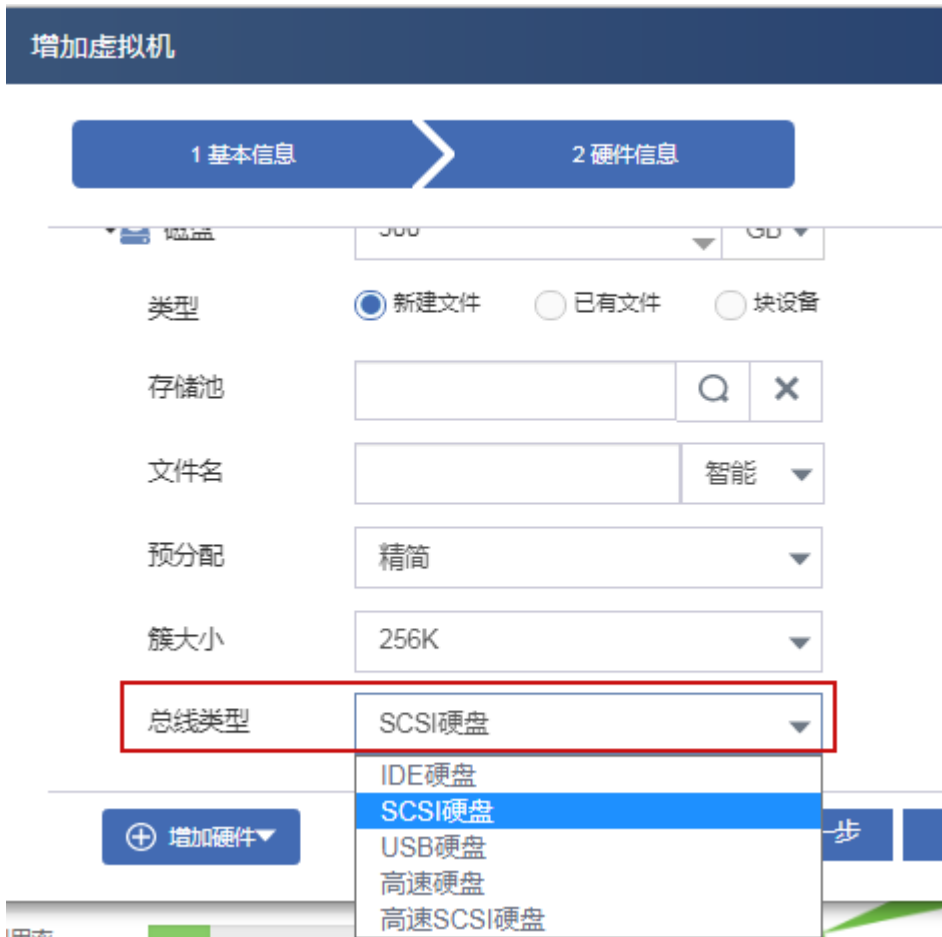 增加虚拟机
1 基本信息
2 硬件信息
磁盘 500 GB
类型 新建文件 已有文件 块设备
存储池
文件名 智能
预分配 精简
簇大小 256K
总线类型 SCSI硬盘
IDE硬盘
SCSI硬盘
增加硬件 一步
USB硬盘
高速硬盘
高速SCSI硬盘